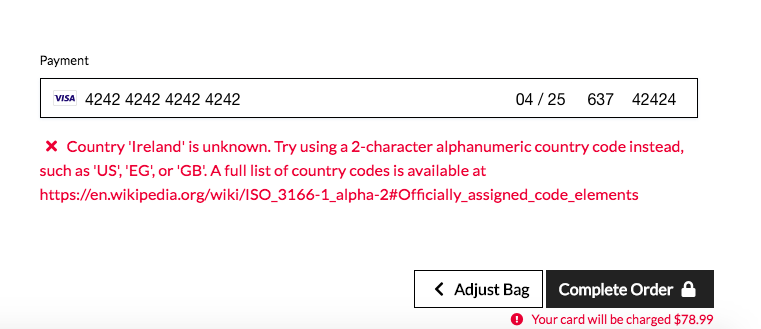 Payment
VISA 4242 4242 4242 4242 04 / 25 637 42424
Country 'Ireland' is unknown. Try using a 2-character alphanumeric country code instead,
such as 'US', 'EG', or 'GB'. A full list of country codes is available at
https://en.wikipedia.org/wiki/ISO_3166-1_alpha-2#Officially_assigned_code_elements
Adjust Bag Complete Order
Your card will be charged $78.99